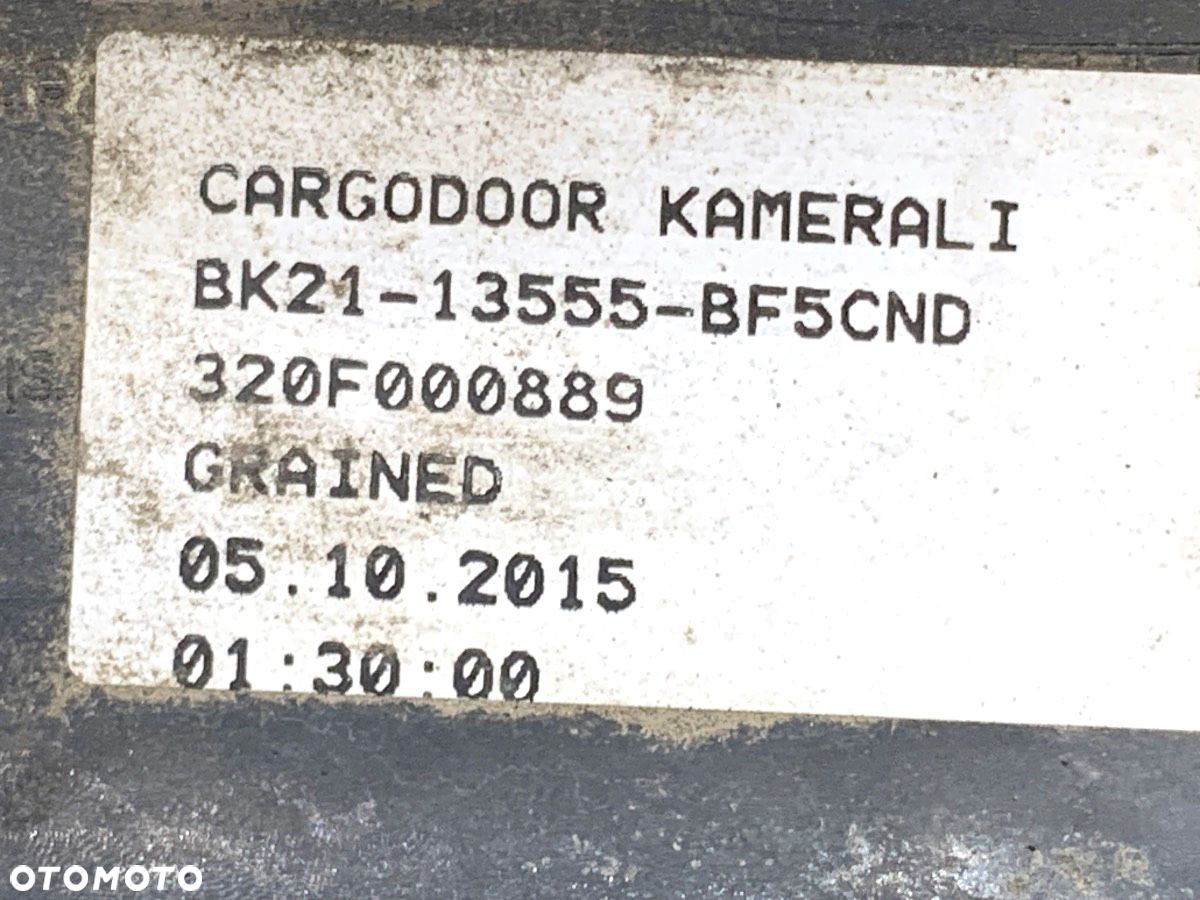 CARGODOOR KAMERALI
BK21-13555-BF5CND
320F000889
GRAINED
05.10.2015
01:30:00
OTOMOTO